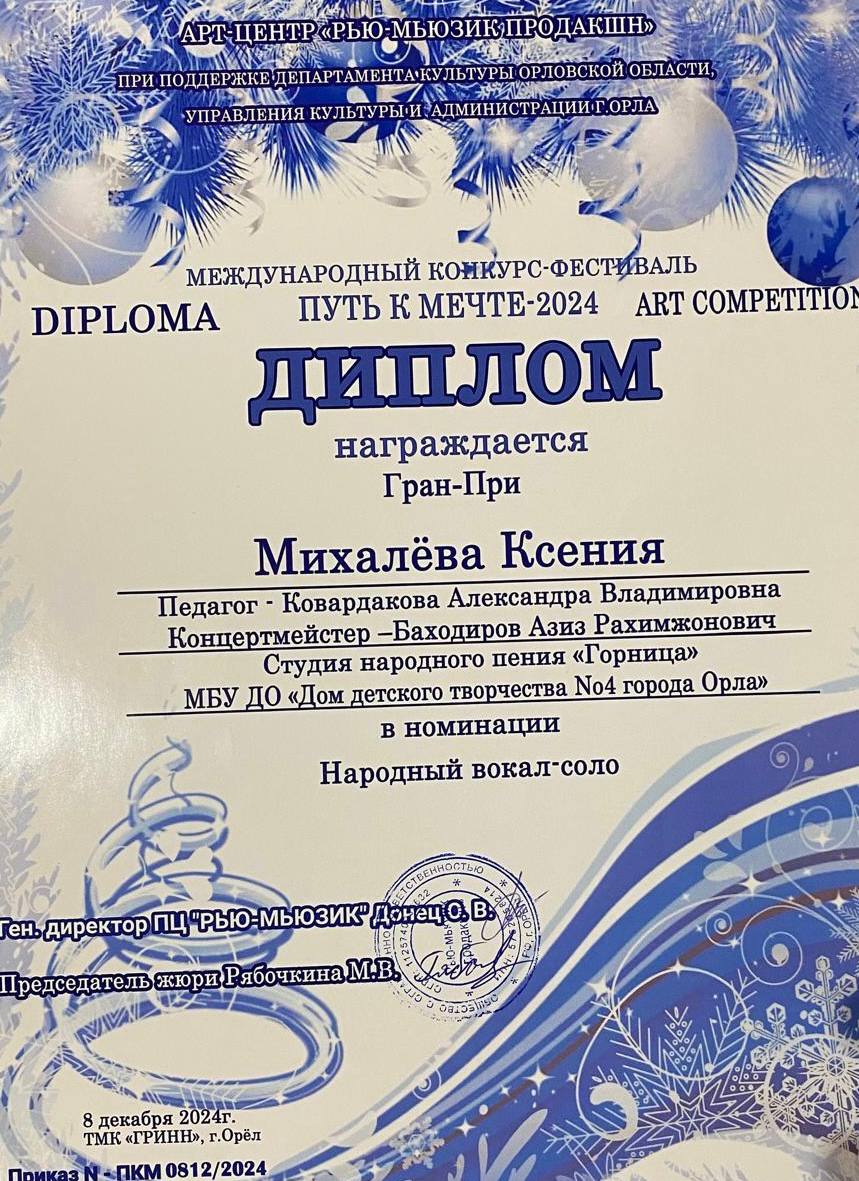 АРТ-ЦЕНТР «РЬЮ-МЬЮЗИК ПРОДАКШН»
ПРИ ПОДДЕРЖКЕ ДЕПАРТАМЕНТА КУЛЬТУРЫ ОРЛОВСКОЙ ОБЛАСТИ,
УПРАВЛЕНИЯ КУЛЬТУРЫ И АДМИНИСТРАЦИИ Г.ОРЛА
МЕЖДУНАРОДНЫЙ КОНКУРС-ФЕСТИВАЛЬ
DIPLOMA ПУТЬ К МЕЧТЕ-2024 ART COMPETITION
ДИПЛОМ
награждается
Гран-При
Михалёва Ксения
Педагог - Ковардакова Александра Владимировна
Концертмейстер –Баходиров Азиз Рахимжонович
Студия народного пения «Горница»
МБУ ДО «Дом детского творчества No4 города Орла»
в номинации
Народный вокал-соло
Ген. директор ПЦ "РЬЮ-МЬЮЗИК" Донец О. В.
Председатель жюри Рябочкина М.В.
8 декабря 2024г.
ТМК «ГРИНН», г.Орёл
Приказ N - ПКМ 0812/2024